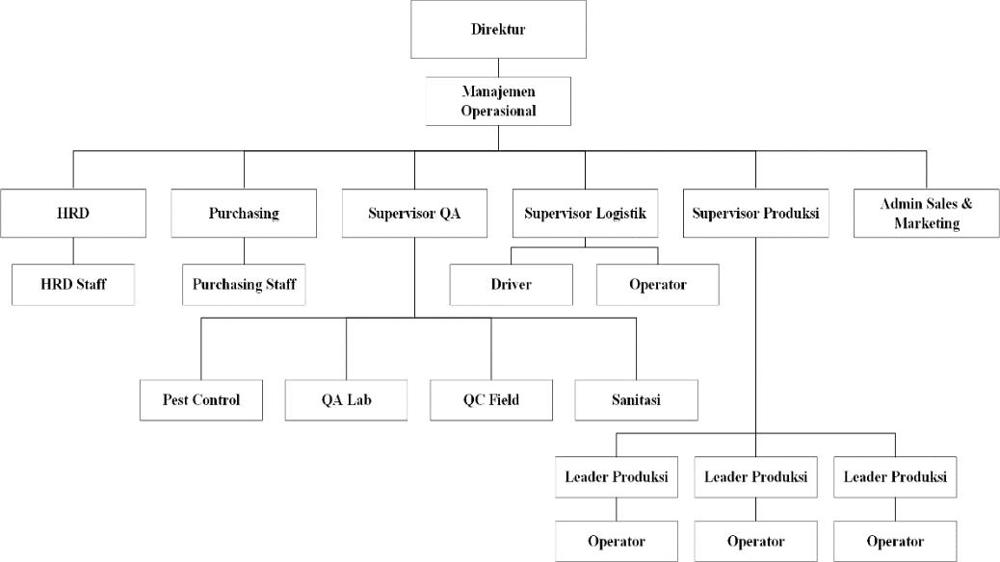 Direktur
Manajemen
Operasional
HRD
Purchasing
Supervisor QA
Supervisor Logistik
Supervisor Produksi
Admin Sales &
Marketing
HRD Staff
Purchasing Staff
Driver
Operator
Pest Control
QA Lab
QC Field
Sanitasi
Leader Produksi
Leader Produksi
Leader Produksi
Operator
Operator
Operator